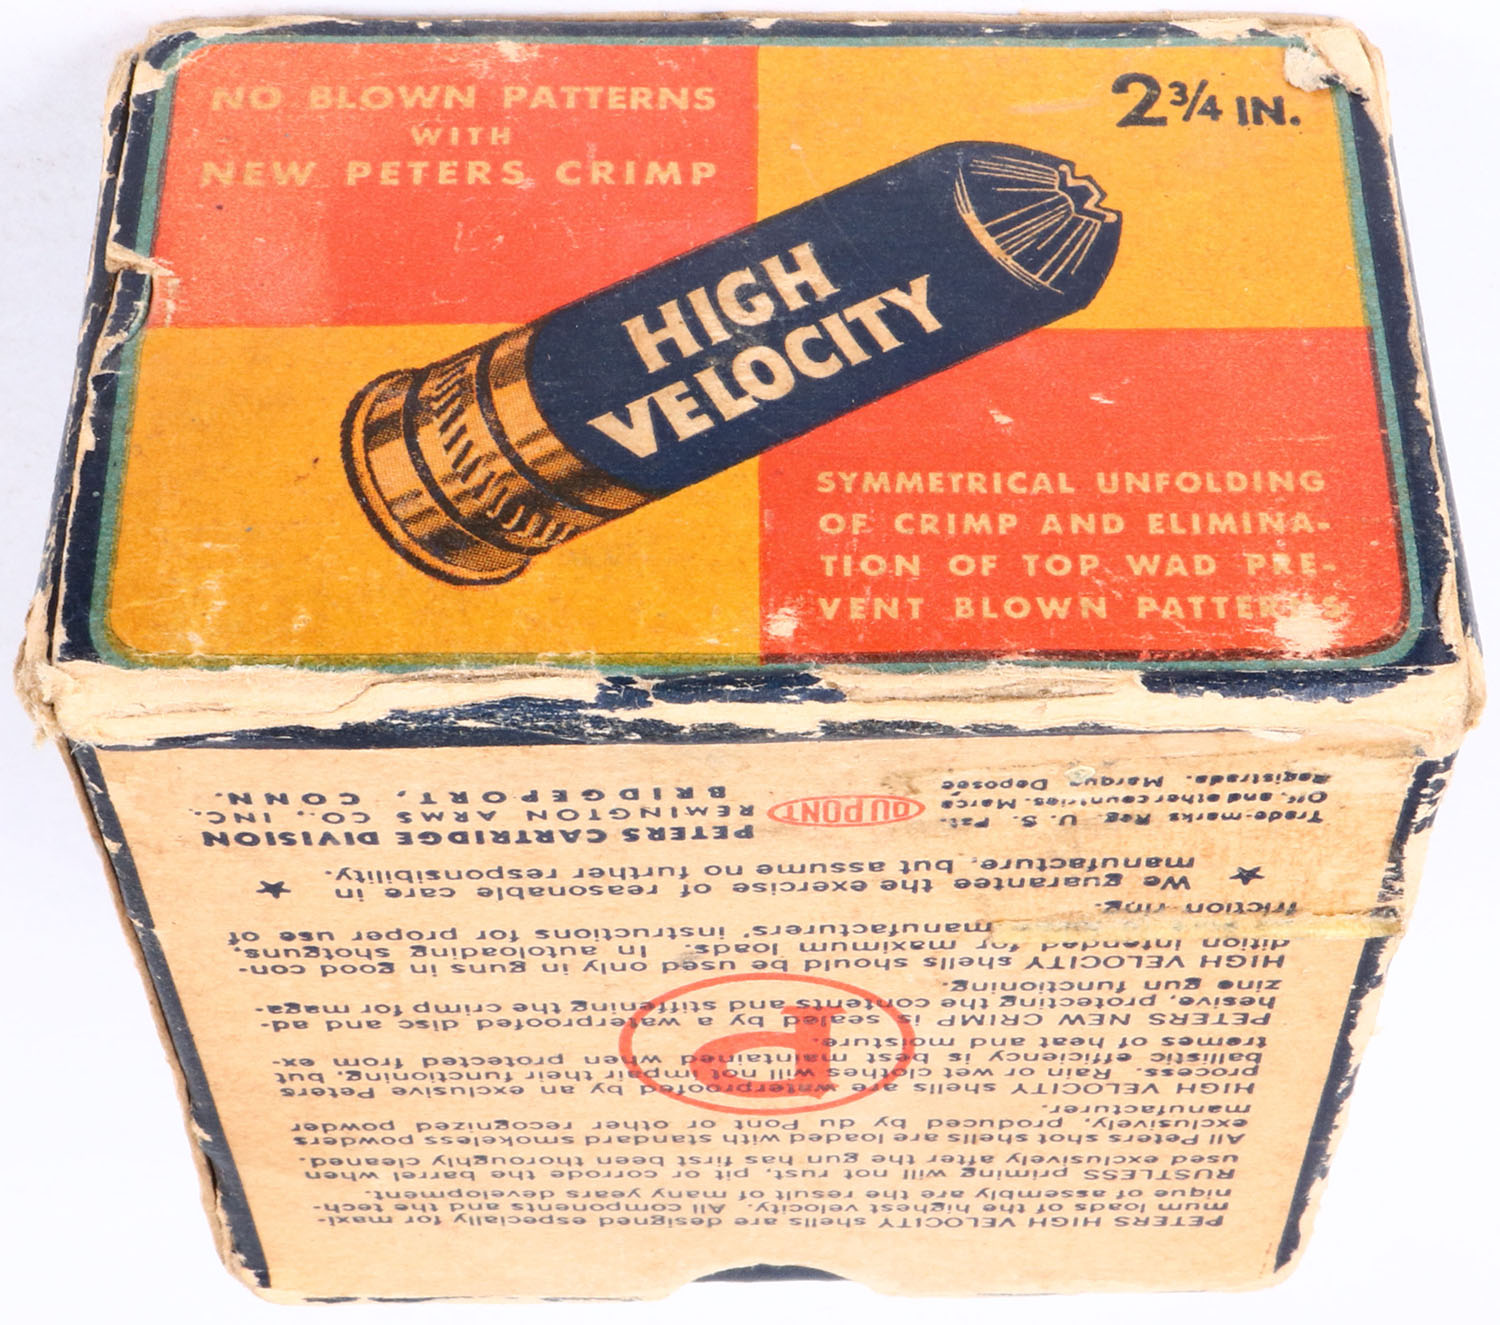 NO BLOWN PATTERNS
WITH
NEW PETERS CRIMP
2 3/4 IN.
HIGH
VELOCITY
SYMMETRICAL UNFOLDING
OF CRIMP AND ELIMINA-
TION OF TOP WAD PRE-
VENT BLOWN PATTERNS
PETERS HIGH VELOCITY shells are designed especially for maxi-
mum loads of the highest velocity. All components and the tech-
nique of assembly are the result of many years development.
RUSTLESS priming will not rust, pit or corrode the barrel when
used exclusively after the gun has first been thoroughly cleaned.
All Peters shot shells are loaded with standard smokeless powders
exclusively, produced by du Pont or other recognized powder
manufacturer.
HIGH VELOCITY shells are waterproofed by an exclusive Peters
process. Rain or wet clothes will not impair their functioning, but
ballistic efficiency is best maintained when protected from ex-
tremes of heat and moisture.
PETERS NEW CRIMP is sealed by a waterproofed disc and ad-
hesive, protecting the contents and stiffening the crimp for maga-
zine gun functioning.
P
HIGH VELOCITY shells should be used only in guns in good con-
dition intended for maximum loads. In autoloading shotguns,
manufacturers' instructions for proper use of
friction ring.
★ We guarantee the exercise of reasonable care in ★
manufacture, but assume no further responsibility.
Trade-marks Reg. U. S. Pat.
Off. and other countries. Marca
Registrada. Marque Deposee
DU PONT
PETERS CARTRIDGE DIVISION
REMINGTON ARMS CO., INC.
BRIDGEPORT, CONN.